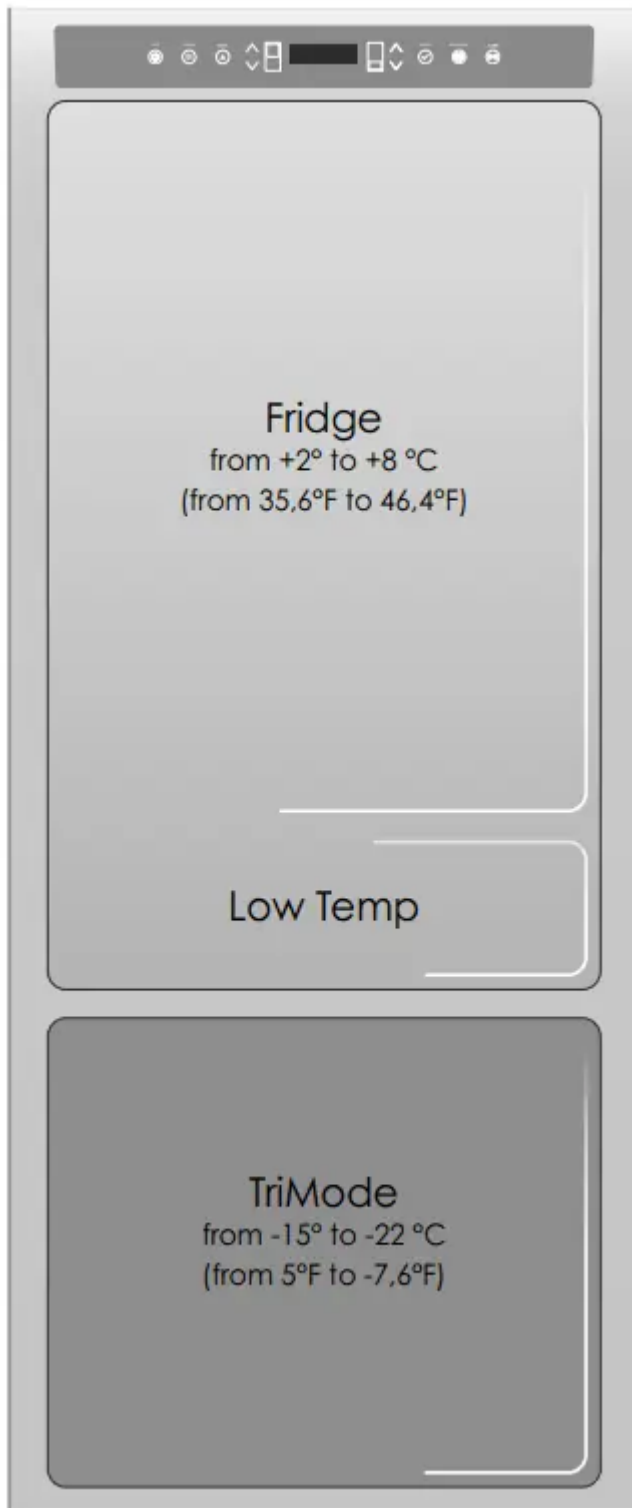 Fridge
from +2° to +8 °C
(from 35,6°F to 46,4°F)
Low Temp
TriMode
from -15° to -22 °C
(from 5°F to -7,6°F)